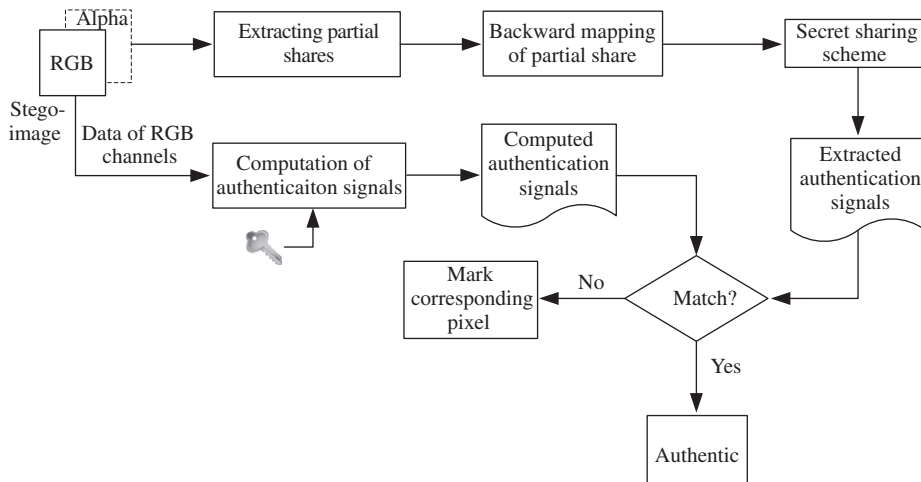 Alpha
RGB
Stego-
image
Extracting partial
shares
Backward mapping
of partial share
Secret sharing
scheme
Data of RGB
channels
Computation of
authenticaiton signals
Computed
authentication
signals
Extracted
authentication
signals
Mark
corresponding
pixel
No
Match?
Yes
Authentic